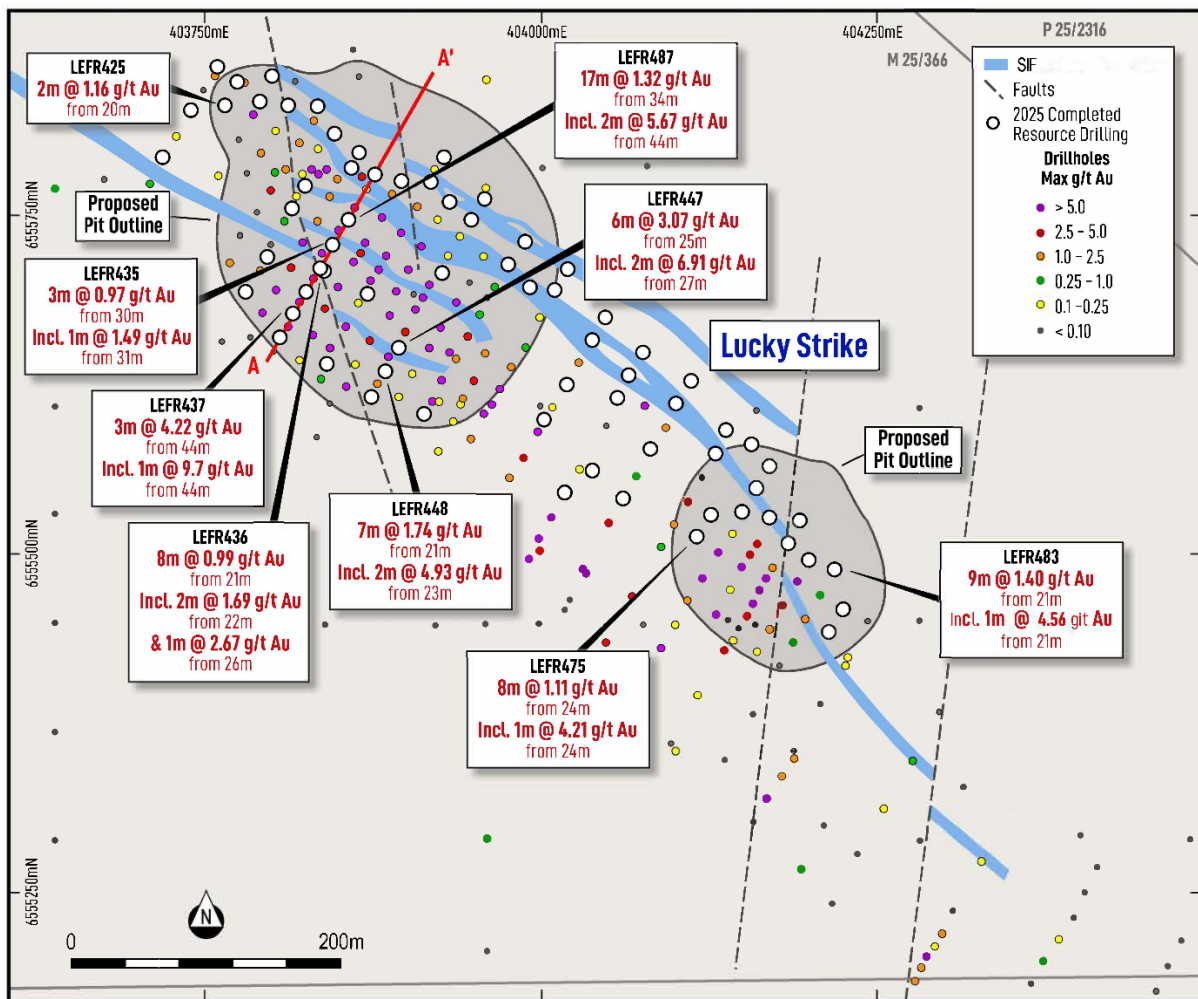 403750mE
404000mE
404250mE
P 25/2316
M 25/366
LEFR425
2m @ 1.16 g/t Au
from 20m
A'
LEFR487
17m @ 1.32 g/t Au
from 34m
Incl. 2m @ 5.67 g/t Au
from 44m
SIF
Faults
2025 Completed
Resource Drilling
Drillholes
Max g/t Au
> 5.0
2.5 – 5.0
1.0 – 2.5
0.25 – 1.0
0.1 –0.25
< 0.10
6555750mN
Proposed
Pit Outline
LEFR447
6m @ 3.07 g/t Au
from 25m
Incl. 2m @ 6.91 g/t Au
from 27m
LEFR435
3m @ 0.97 g/t Au
from 30m
Incl. 1m @ 1.49 g/t Au
from 31m
A
Lucky Strike
LEFR437
3m @ 4.22 g/t Au
from 44m
Incl. 1m @ 9.7 g/t Au
from 44m
Proposed
Pit Outline
6555500mN
LEFR436
8m @ 0.99 g/t Au
from 21m
Incl. 2m @ 1.69 g/t Au
from 22m
& 1m @ 2.67 g/t Au
from 26m
LEFR448
7m @ 1.74 g/t Au
from 21m
Incl. 2m @ 4.93 g/t Au
from 23m
LEFR483
9m @ 1.40 g/t Au
from 21m
Incl. 1m @ 4.56 git Au
from 21m
LEFR475
8m @ 1.11 g/t Au
from 24m
Incl. 1m @ 4.21 g/t Au
from 24m
6555250mN
N
0
200m